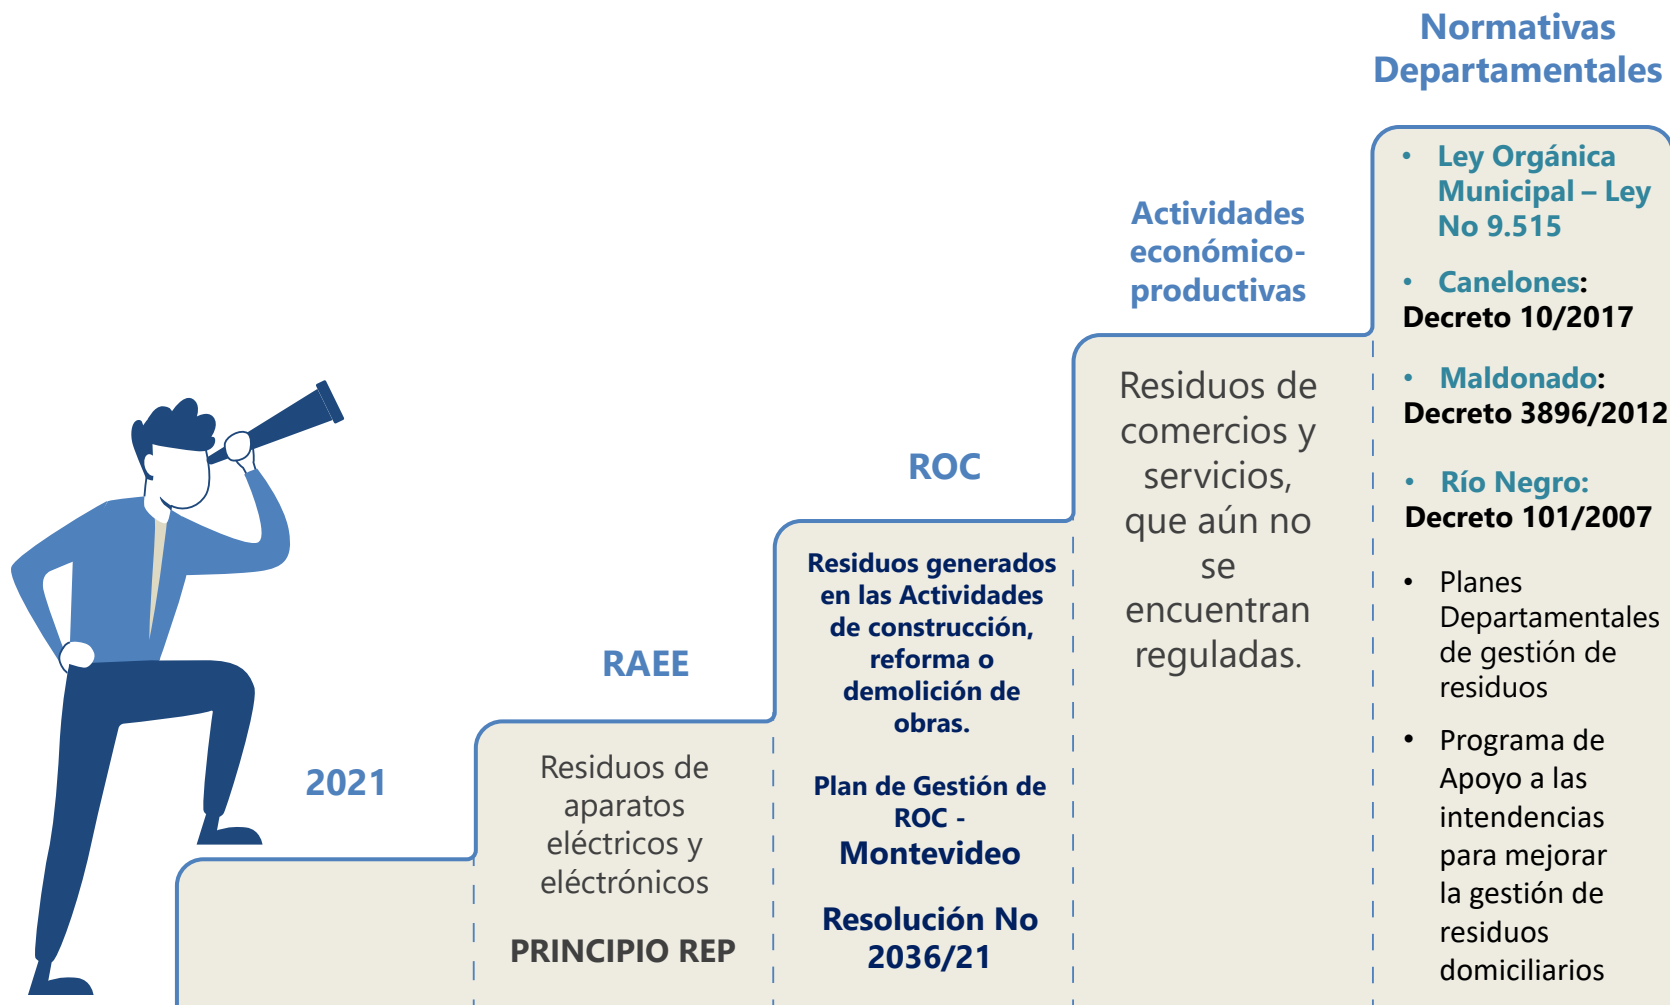 2021
RAEE
Residuos de
aparatos
eléctricos y
eléctrónicos
PRINCIPIO REP
ROC
Residuos generados
en las Actividades
de construcción,
reforma o
demolición de
obras.
Plan de Gestión de
ROC -
Montevideo
Resolución No
2036/21
Actividades
económico-
productivas
Residuos de
comercios y
servicios,
que aún no
se
encuentran
reguladas.
Normativas
Departamentales
• Ley Orgánica
Municipal – Ley
No 9.515
• Canelones:
Decreto 10/2017
• Maldonado:
Decreto 3896/2012
• Río Negro:
Decreto 101/2007
• Planes
Departamentales
de gestión de
residuos
• Programa de
Apoyo a las
intendencias
para mejorar
la gestión de
residuos
domiciliarios